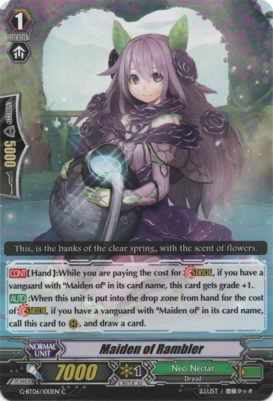 1
GRADE
5000
This, is the banks of the clear spring, with the scent of flowers.
CONT [Hand]:While you are paying the cost for, if you have a
vanguard with "Maiden of" in its card name, this card gets grade +1.
AUTO:When this unit is put into the drop zone from hand for the cost
of, if you have a vanguard with "Maiden of" in its card name,
call this card to, and draw a card.
NORMAL
UNIT
Maiden of Rambler
7000
1
CRITICAL
Neo Nectar
Dryad
G-BT06/100EN-C